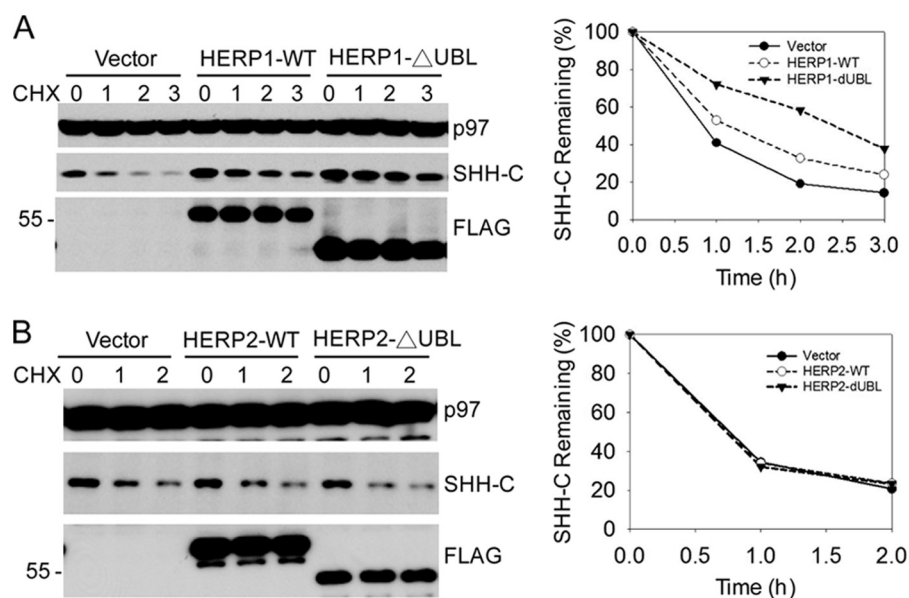 A
Vector HERP1-WT HERP1-△UBL
CHX 0 1 2 3 0 1 2 3 0 1 2 3
p97
SHH-C
55 -
FLAG
SHH-C Remaining (%)
100
80
60
40
20
0
Vector
HERP1-WT
HERP1-dUBL
0.0 0.5 1.0 1.5 2.0 2.5 3.0
Time (h)
B
Vector HERP2-WT HERP2-△UBL
CHX 0 1 2 0 1 2 0 1 2
p97
SHH-C
FLAG
55 -
SHH-C Remaining (%)
100
80
60
40
20
0
Vector
HERP2-WT
HERP2-dUBL
0.0 0.5 1.0 1.5 2.0
Time (h)